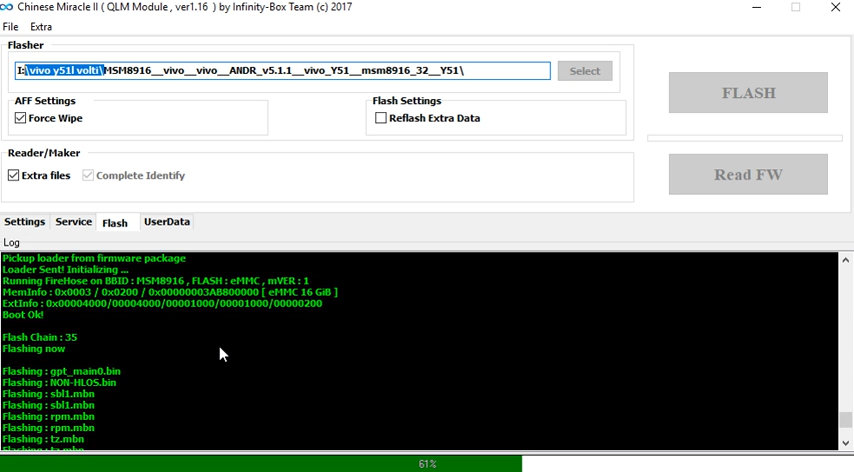 Chinese Miracle II ( QLM Module , ver1.16 ) by Infinity-Box Team (c) 2017
File Extra
Flasher
I:\vivo y51l volti\MSM8916__vivo__vivo__ANDR_v5.1.1__vivo_Y51__msm8916_32__Y51\
Select
FLASH
AFF Settings
Force Wipe
Flash Settings
Reflash Extra Data
Reader/Maker
Extra files
Complete Identify
Read FW
Settings Service Flash UserData
Log
Pickup loader from firmware package
Loader Sent! Initializing ...
Running FireHose on BBID : MSM8916 , FLASH : eMMC , mVER : 1
MemInfo : 0x0003 / 0x0200 / 0x00000003AB800000 [ eMMC 16 GiB ]
ExtInfo : 0x00004000/00004000/00001000/00001000/00000200
Boot Ok!
Flash Chain : 35
Flashing now
Flashing : gpt_main0.bin
Flashing : NON-HLOS.bin
Flashing : sbl1.mbn
Flashing : sbl1.mbn
Flashing : rpm.mbn
Flashing : rpm.mbn
Flashing : tz.mbn
Flashing : tz.mbn
61%